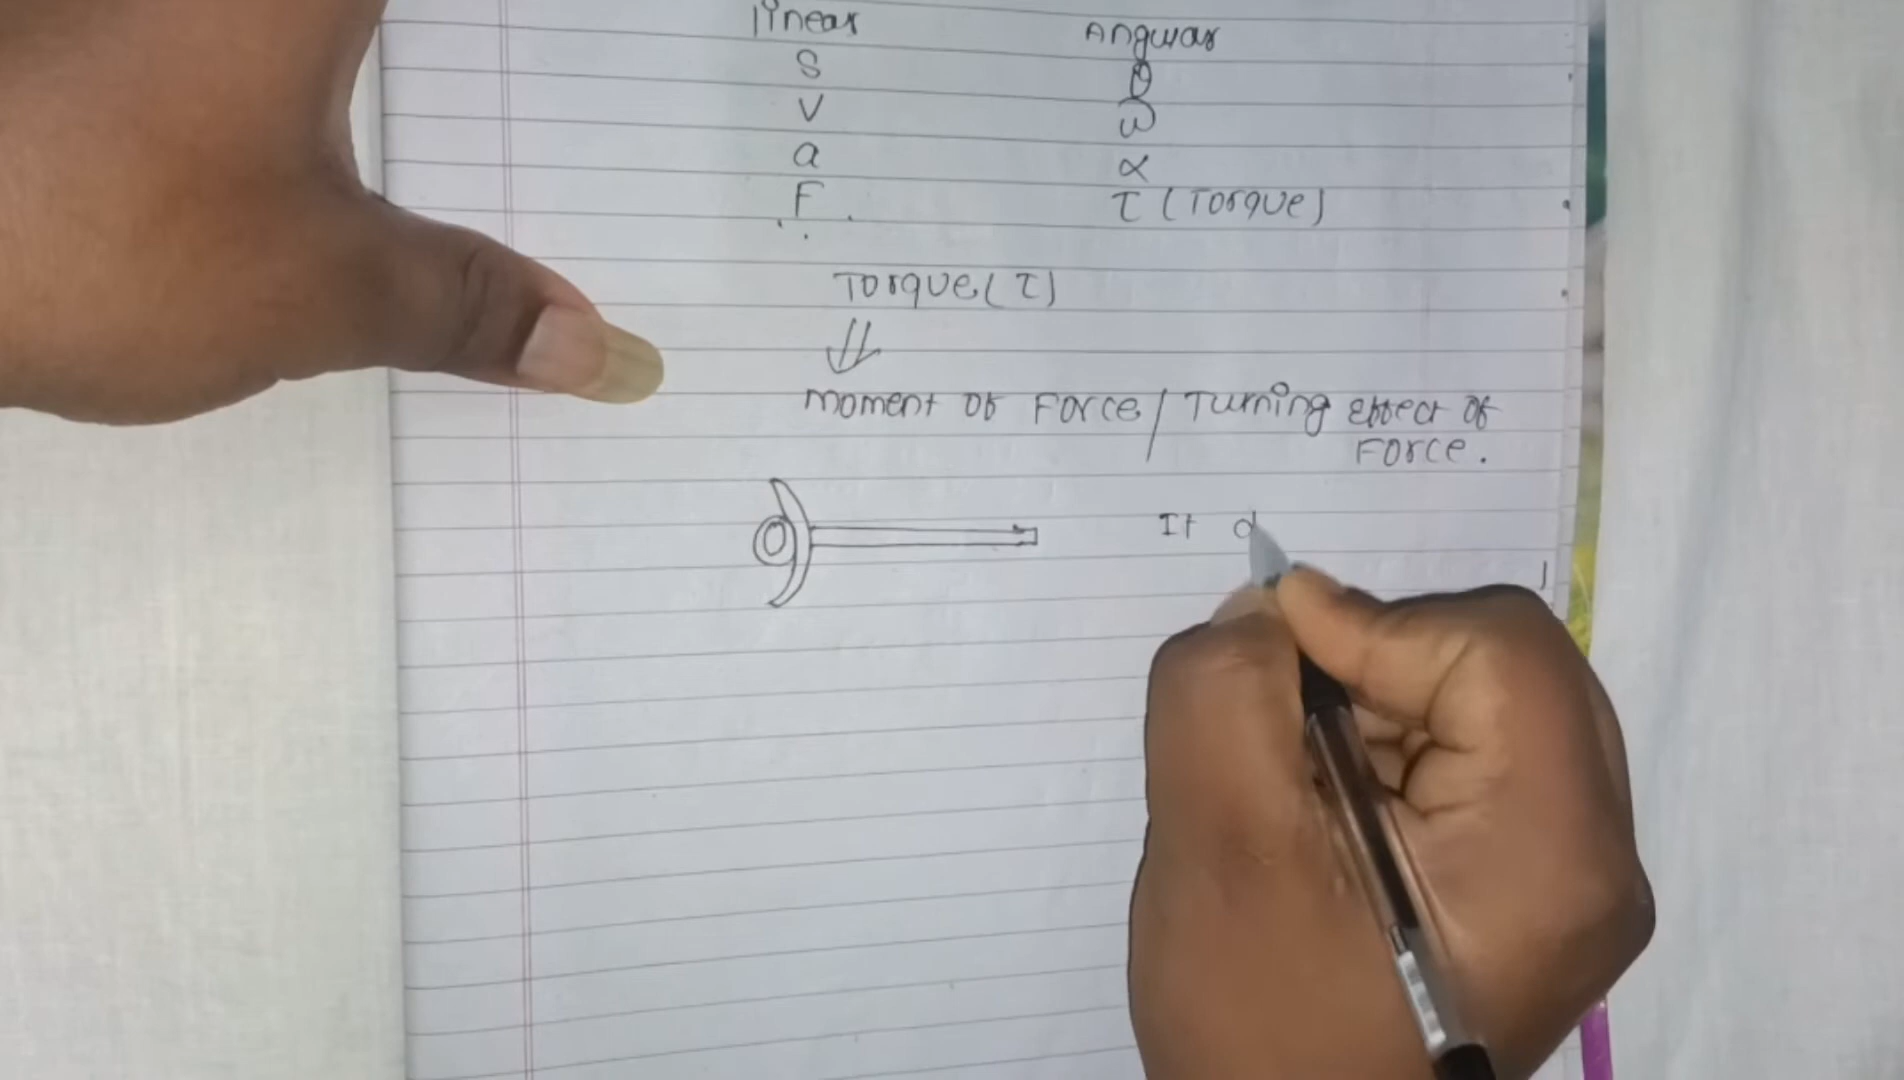 linear Angular
S θ
V ω
a α
F τ (Torque)
Torque (τ)
⇓
Moment of Force / Turning effect of
Force.
It d